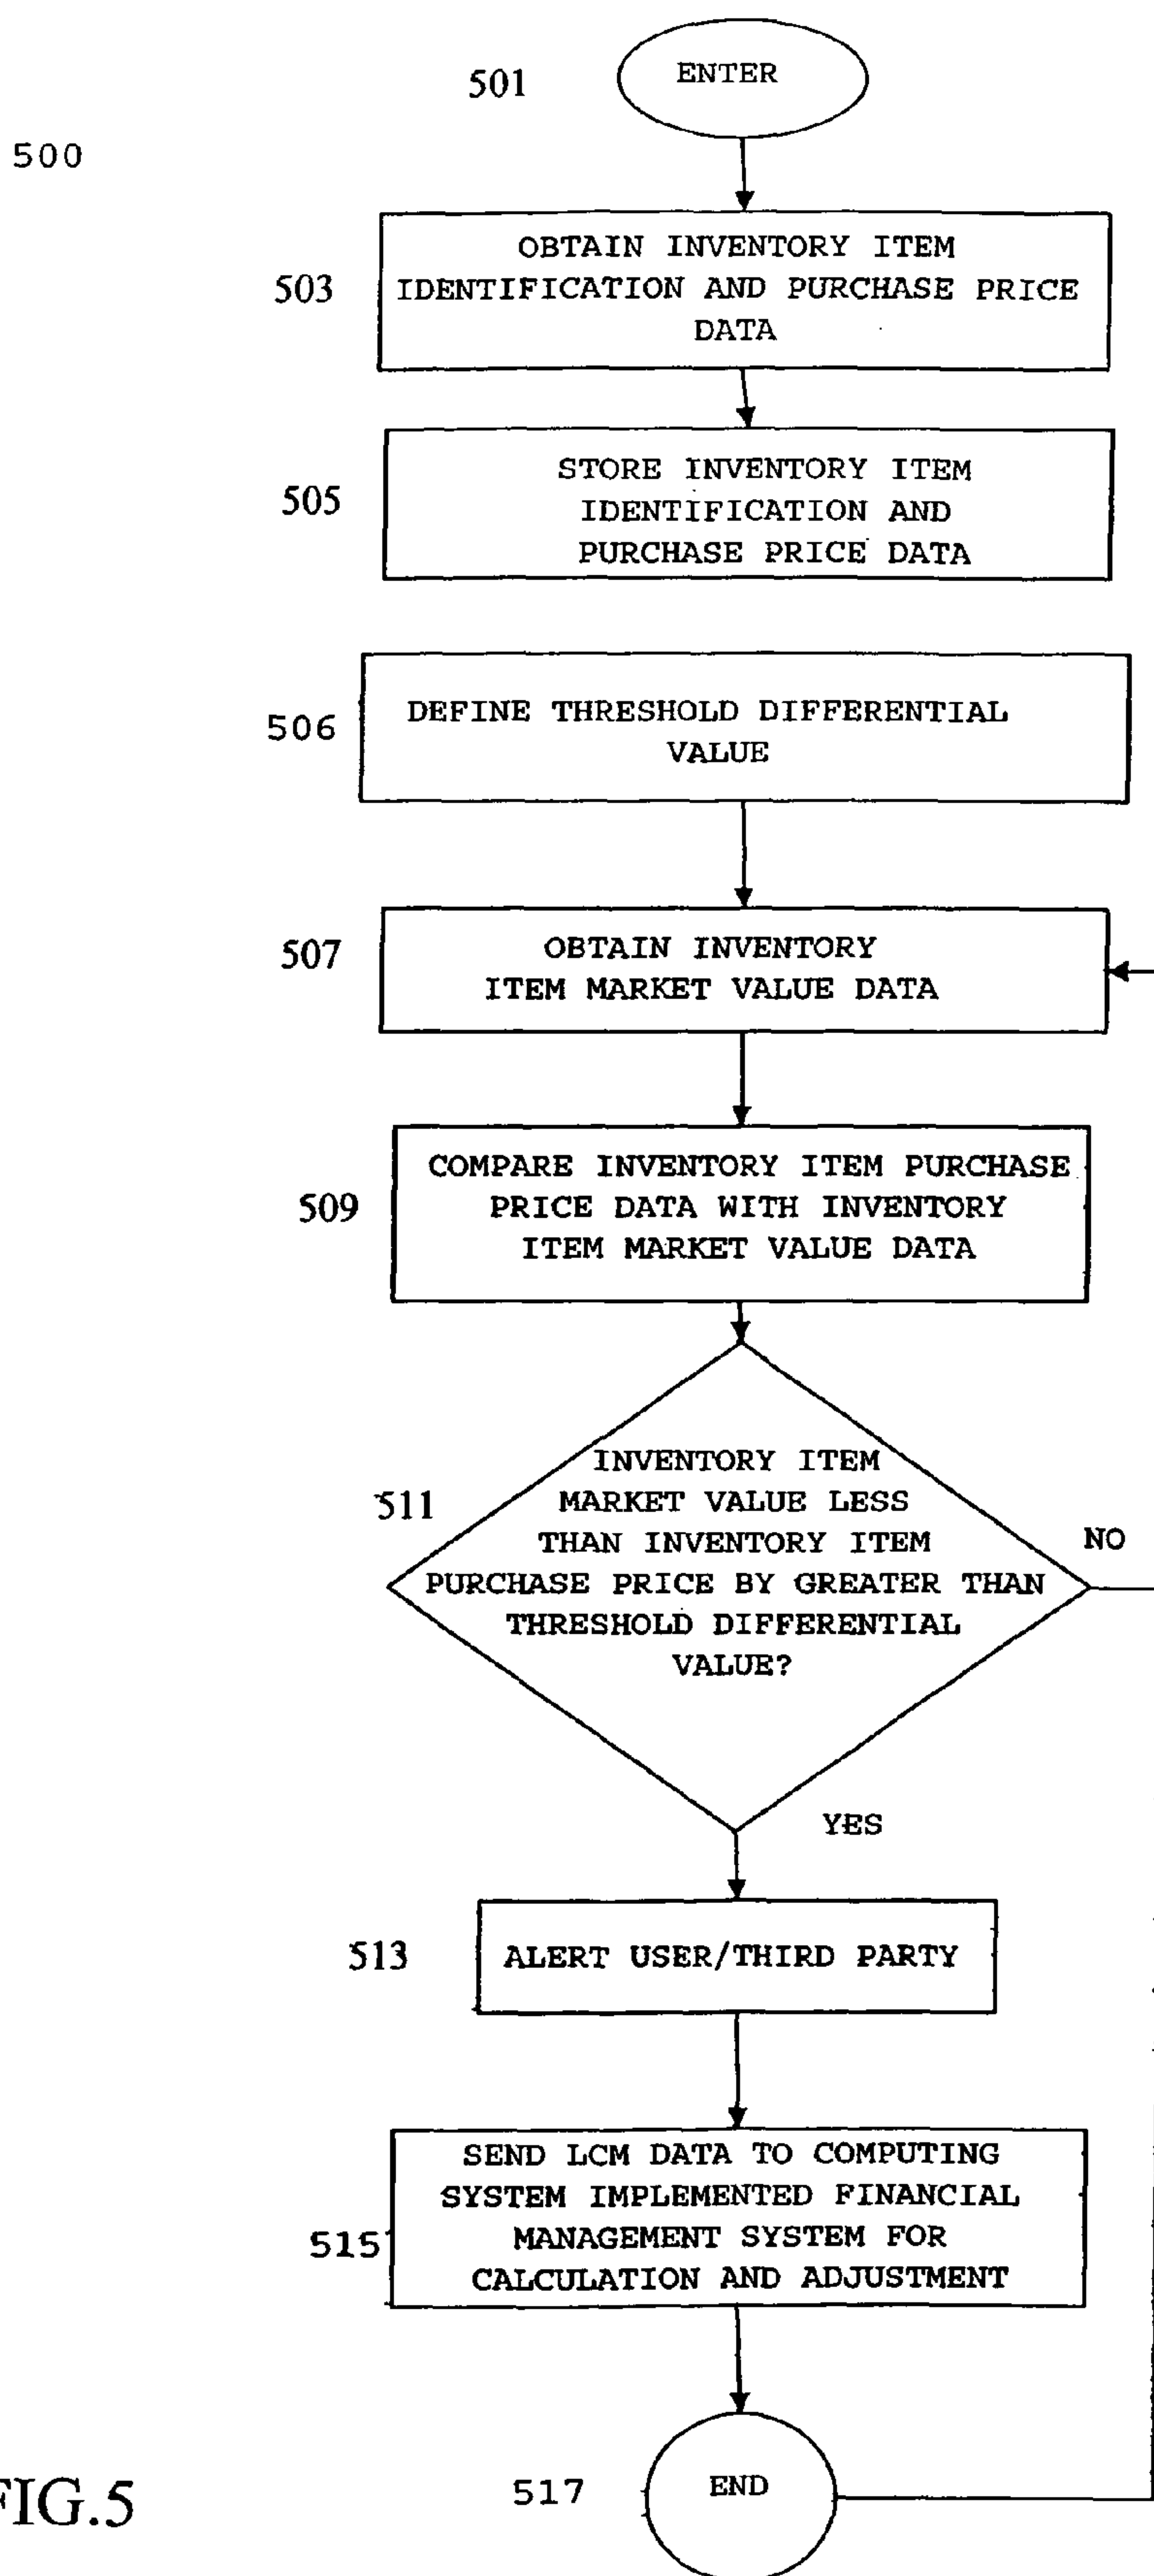 501
ENTER
500
503
OBTAIN INVENTORY ITEM
IDENTIFICATION AND PURCHASE PRICE
DATA
505
STORE INVENTORY ITEM
IDENTIFICATION AND
PURCHASE PRICE DATA
506
DEFINE THRESHOLD DIFFERENTIAL
VALUE
507
OBTAIN INVENTORY
ITEM MARKET VALUE DATA
509
COMPARE INVENTORY ITEM PURCHASE
PRICE DATA WITH INVENTORY
ITEM MARKET VALUE DATA
511
INVENTORY ITEM
MARKET VALUE LESS
THAN INVENTORY ITEM
PURCHASE PRICE BY GREATER THAN
THRESHOLD DIFFERENTIAL
VALUE?
NO
YES
513
ALERT USER/THIRD PARTY
515
SEND LCM DATA TO COMPUTING
SYSTEM IMPLEMENTED FINANCIAL
MANAGEMENT SYSTEM FOR
CALCULATION AND ADJUSTMENT
517
END
FIG.5